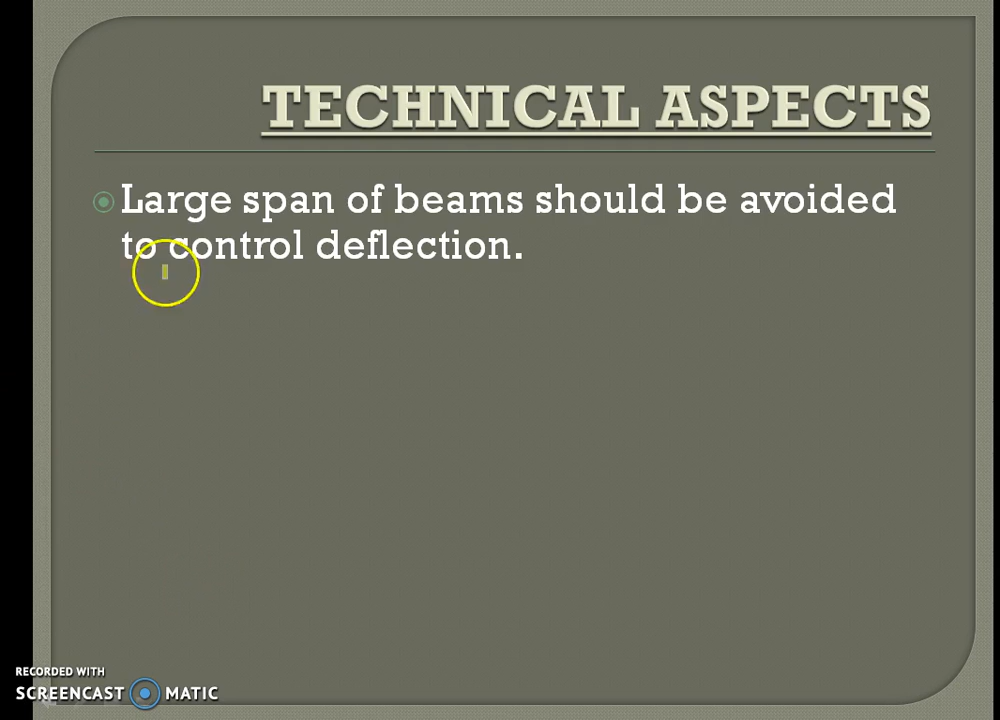 TECHNICAL ASPECTS
Large span of beams should be avoided
to control deflection.
RECORDED WITH
SCREENCAST MATIC